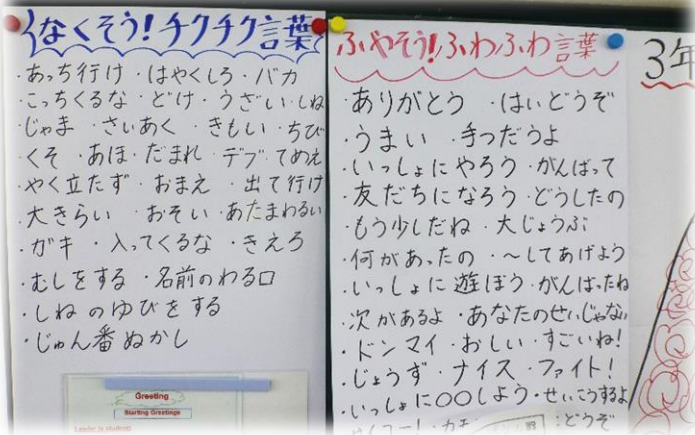 なくそう!チクチク言葉
・あっち行け ・はやくしろ ・バカ
・こっちくるな ・どけ ・うざい ・しね
・じゃま ・さいあく ・きもい ・ちび
・くそ ・あほ ・だまれ ・デブ ・てめえ
・やく立たず ・おまえ ・出て行け
・大きらい ・おそい ・あたまわるい
・ガキ ・入ってくるな ・きえろ
・むしをする ・名前のわる口
・しねのゆびをする
・じゅん番ぬかし
Greeting
Starting Greetings
Leader to students
ふやそう!ふわふわ言葉
・ありがとう ・はいどうぞ
・うまい ・手つだうよ
・いっしょにやろう ・がんばって
・友だちになろう ・どうしたの
・もう少しだね ・大じょうぶ
・何があったの ・〜してあげよう
・いっしょに遊ぼう ・がんばったね
・次があるよ ・あなたのせいじゃない
・ドンマイ ・おしい ・すごいね!
・じょうず ・ナイス ・ファイト!
・いっしょに〇〇しよう ・せいこうするよ
・どうぞ
3年